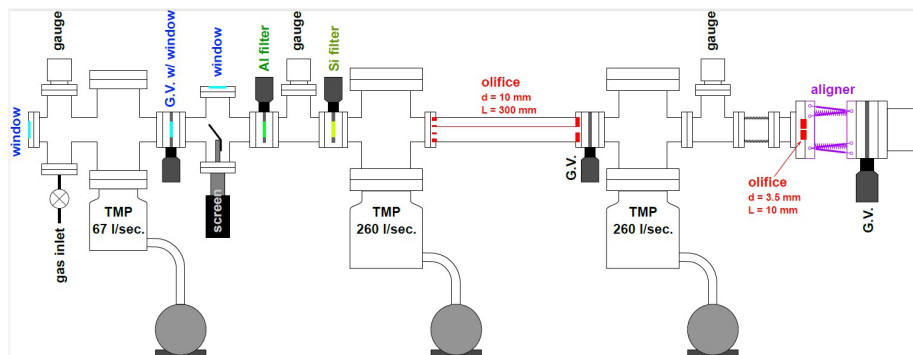 gauge
window
gas inlet
TMP
67 l/sec.
G.V. w/ window
window
screen
Al filter
gauge
Si filter
TMP
260 l/sec.
olifice
d = 10 mm
L = 300 mm
G.V.
TMP
260 l/sec.
gauge
olifice
d = 3.5 mm
L = 10 mm
aligner
G.V.